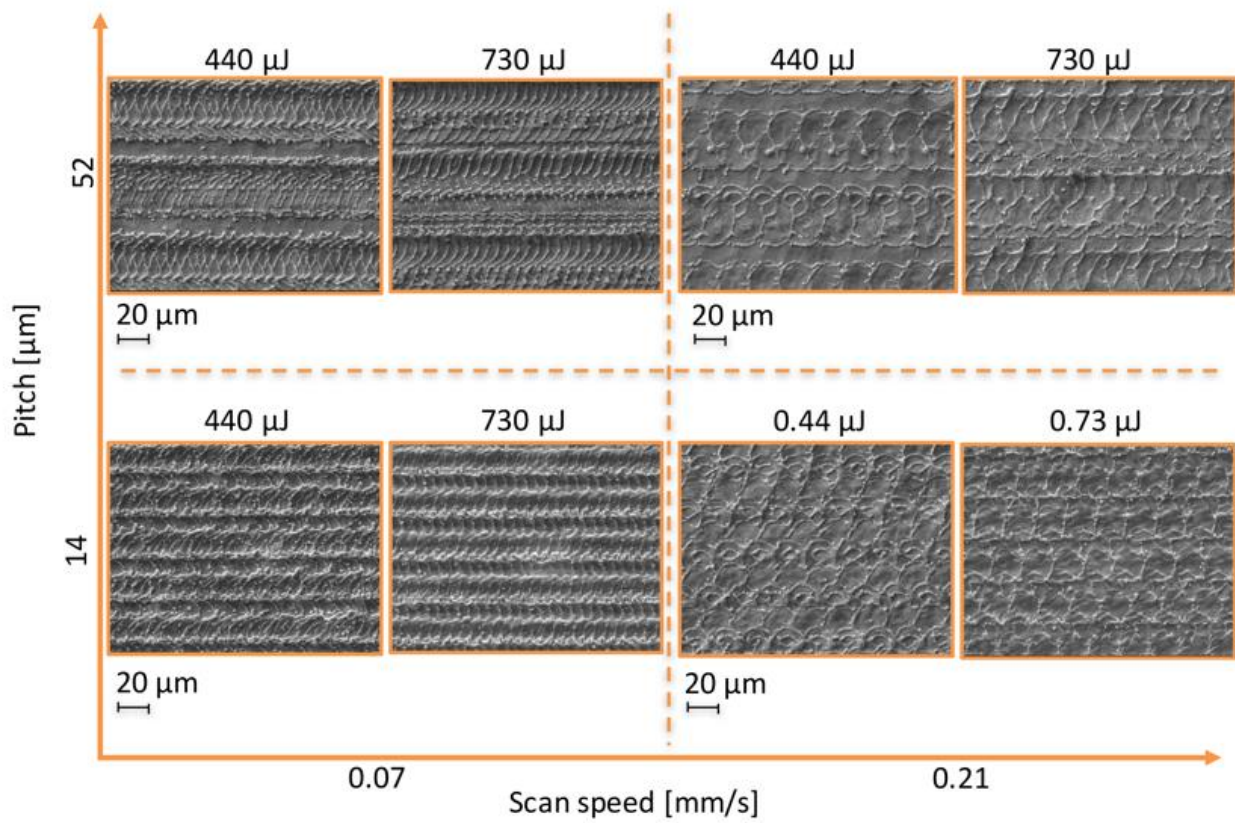 440 µJ 730 µJ 440 µJ 730 µJ
52
20 µm 20 µm
Pitch [µm]
440 µJ 730 µJ 0.44 µJ 0.73 µJ
14
20 µm 20 µm
0.07 0.21
Scan speed [mm/s]